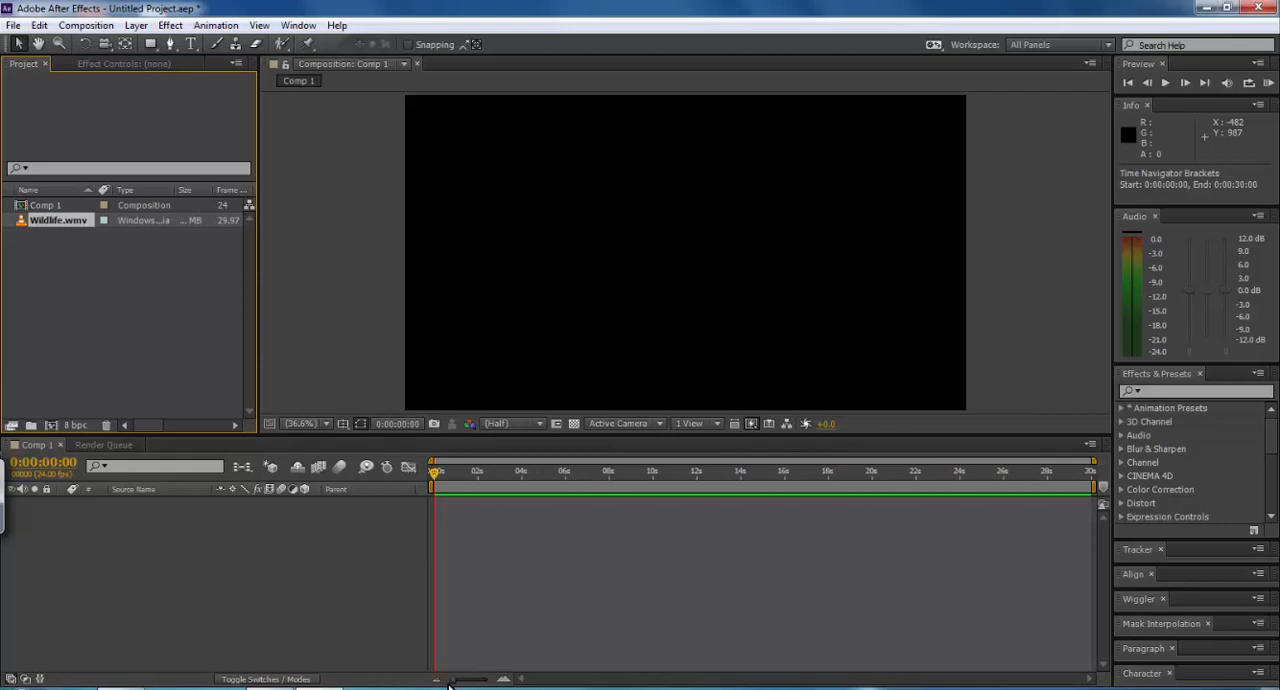 Adobe After Effects - Untitled Project.aep *
File Edit Composition Layer Effect Animation View Window Help
Snapping Workspace: All Panels Search Help
Project × Effect Controls: (none) Composition: Comp 1 × Preview ×
Comp 1
Info ×
R : X : -482
G : Y : 987
B :
A : 0
Time Navigator Brackets
Start: 0:00:00:00, End: 0:00:30:00
Name Type Size Frame ...
Comp 1 Composition 24
Wildlife.wmv Windows...ia ... MB 29.97
Audio ×
0.0 12.0 dB
-3.0 9.0
-6.0 6.0
-9.0 3.0
-12.0 0.0 dB
-15.0 -3.0
-18.0 -6.0
-21.0 -9.0
-24.0 -12.0 dB
Effects & Presets ×
* Animation Presets
3D Channel
Audio
Blur & Sharpen
Channel
CINEMA 4D
Color Correction
Distort
Expression Controls
8 bpc (36.6%) 0:00:00:00 (Half) Active Camera 1 View +0.0
Comp 1 × Render Queue
0:00:00:00
00000 (24.00 fps)
02s 04s 06s 08s 10s 12s 14s 16s 18s 20s 22s 24s 26s 28s 30s
# Source Name Parent
Tracker ×
Align ×
Wiggler ×
Mask Interpolation ×
Paragraph ×
Character ×
Toggle Switches / Modes